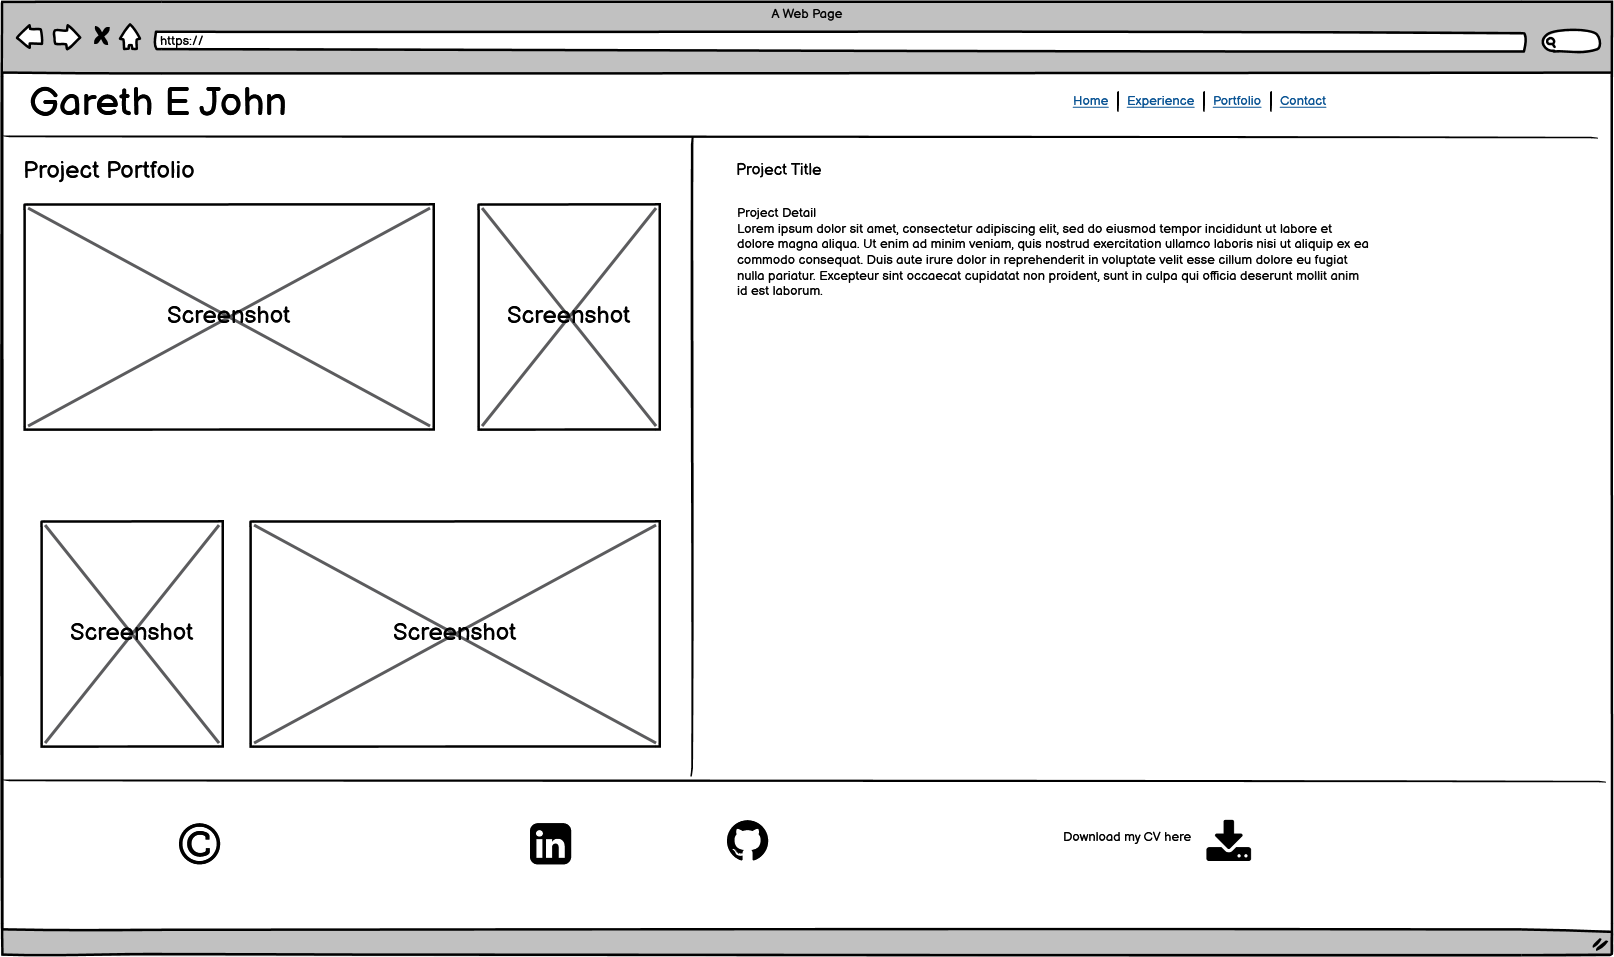 A Web Page
https://
Gareth E John
Home
Experience
Portfolio
Contact
Project Portfolio
Screenshot
Screenshot
Screenshot
Screenshot
Project Title
Project Detail
Lorem ipsum dolor sit amet, consectetur adipiscing elit, sed do eiusmod tempor incididunt ut labore et
dolore magna aliqua. Ut enim ad minim veniam, quis nostrud exercitation ullamco laboris nisi ut aliquip ex ea
commodo consequat. Duis aute irure dolor in reprehenderit in voluptate velit esse cillum dolore eu fugiat
nulla pariatur. Excepteur sint occaecat cupidatat non proident, sunt in culpa qui officia deserunt mollit anim
id est laborum.
©
in
Download my CV here